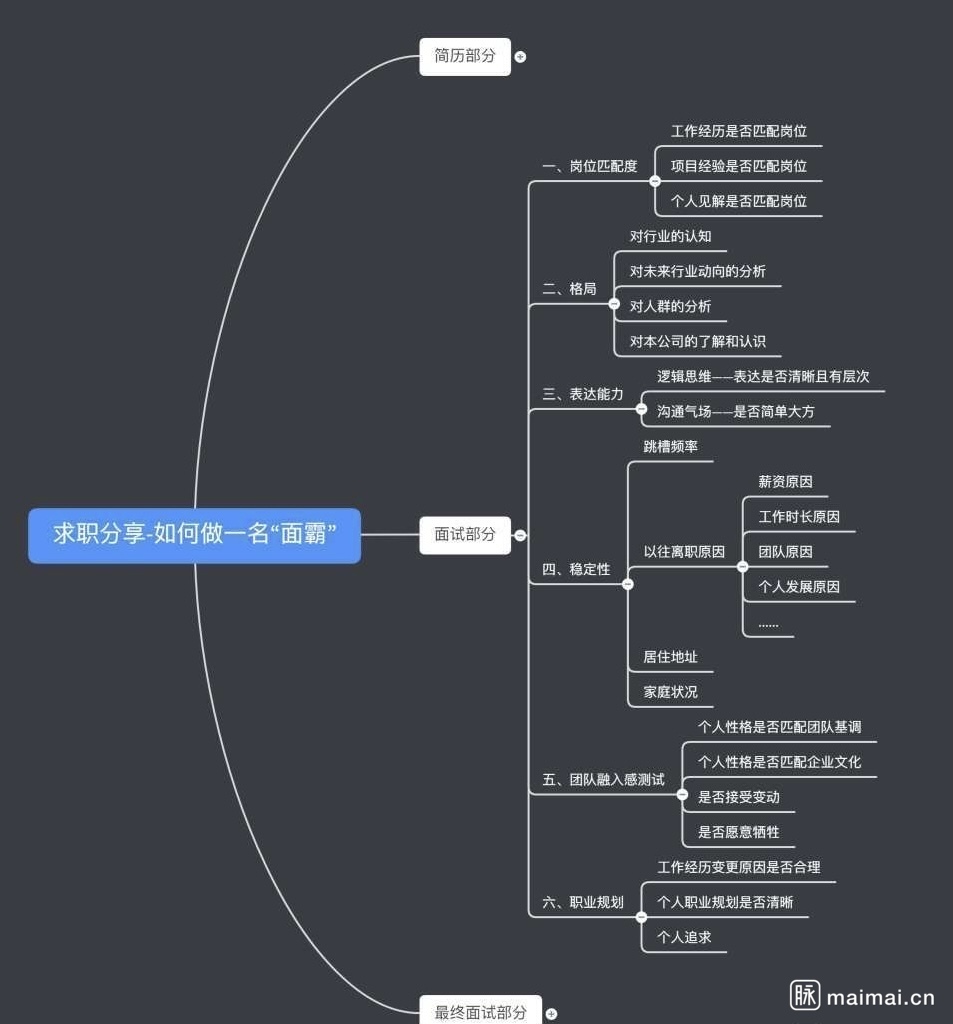 简历部分
工作经历是否匹配岗位
一、岗位匹配度
项目经验是否匹配岗位
个人见解是否匹配岗位
对行业的认知
对未来行业动向的分析
二、格局
对人群的分析
对本公司的了解和认识
逻辑思维——表达是否清晰且有层次
三、表达能力
沟通气场——是否简单大方
跳槽频率
薪资原因
工作时长原因
求职分享-如何做一名“面霸”
面试部分
以往离职原因
团队原因
四、稳定性
个人发展原因
......
居住地址
家庭状况
个人性格是否匹配团队基调
个人性格是否匹配企业文化
五、团队融入感测试
是否接受变动
是否愿意牺牲
工作经历变更原因是否合理
六、职业规划
个人职业规划是否清晰
个人追求
最终面试部分
脉 maimai.cn